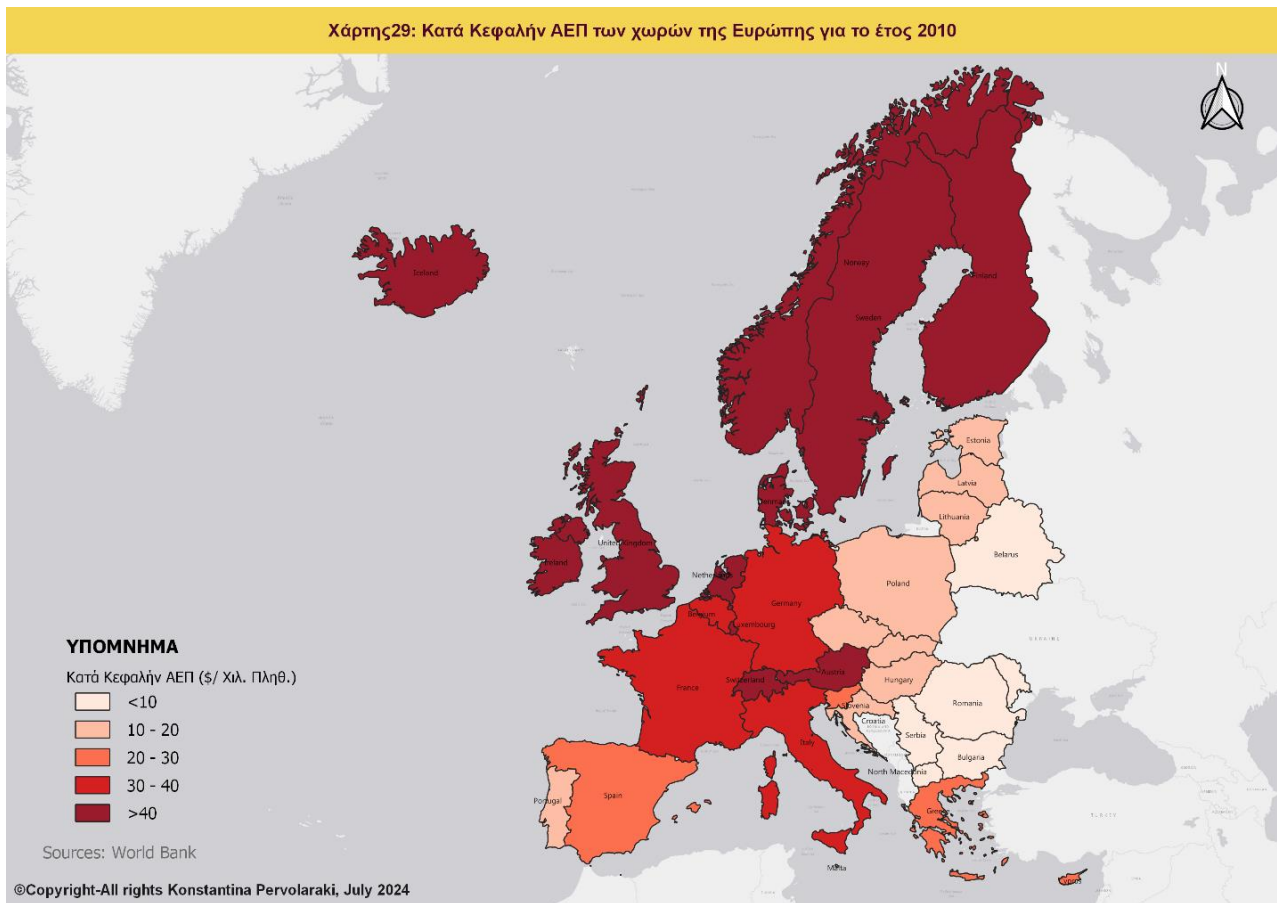 Χάρτης29: Κατά Κεφαλήν ΑΕΠ των χωρών της Ευρώπης για το έτος 2010
N
Iceland
Norway
Finland
Sweden
Estonia
Latvia
Lithuania
Denmark
United Kingdom
Ireland
Belarus
Netherlands
Poland
Germany
Belgium
Luxembourg
UKRAINE
France
Switzerland
Austria
Hungary
Slovenia
Croatia
Romania
Serbia
Italy
Bulgaria
North Macedonia
Portugal
Spain
Greece
Malta
Cyprus
ΥΠΟΜΝΗΜΑ
Κατά Κεφαλήν ΑΕΠ ($/ Χιλ. Πληθ.)
<10
10 - 20
20 - 30
30 - 40
>40
Sources: World Bank
©Copyright-All rights Konstantina Pervolaraki, July 2024